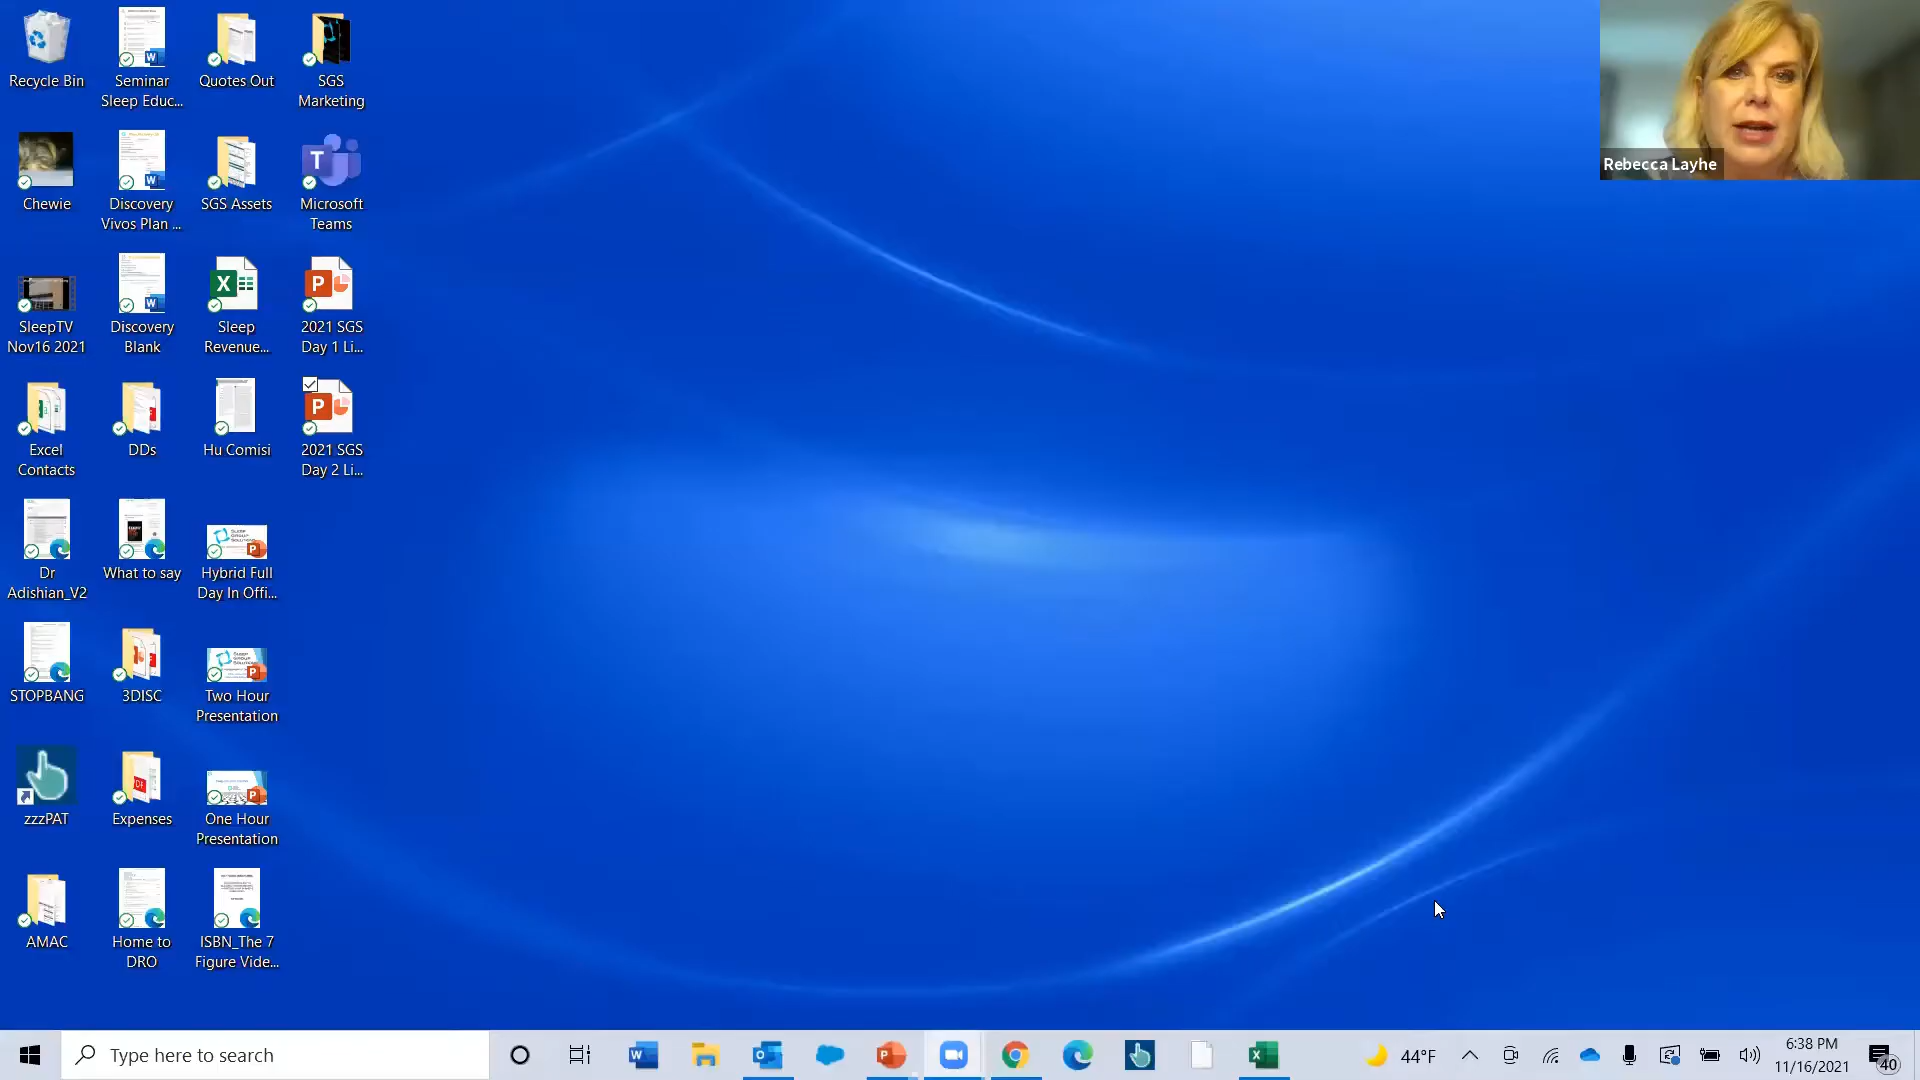 Recycle Bin
Seminar
Sleep Educ...
Quotes Out
SGS
Marketing
Rebecca Layhe
Chewie
Discovery
Vivos Plan ...
SGS Assets
Microsoft
Teams
SleepTV
Nov16 2021
Discovery
Blank
Sleep
Revenue...
2021 SGS
Day 1 Li...
Excel
Contacts
DDs
Hu Comisi
2021 SGS
Day 2 Li...
Dr
Adishian_V2
What to say
Hybrid Full
Day In Offi...
STOPBANG
3DISC
Two Hour
Presentation
zzzPAT
Expenses
One Hour
Presentation
AMAC
Home to
DRO
ISBN_The 7
Figure Vide...
Type here to search
44°F
6:38 PM
11/16/2021
40